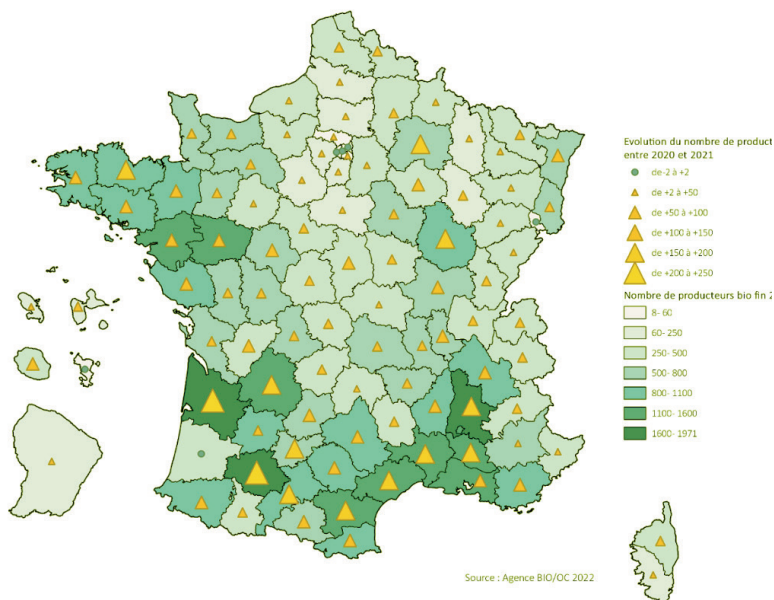 Evolution du nombre de product
entre 2020 et 2021
de -2 à +2
de +2 à +50
de +50 à +100
de +100 à +150
de +150 à +200
de +200 à +250
Nombre de producteurs bio fin 2
8- 60
60- 250
250- 500
500- 800
800- 1100
1100- 1600
1600- 1971
Source : Agence BIO/OC 2022